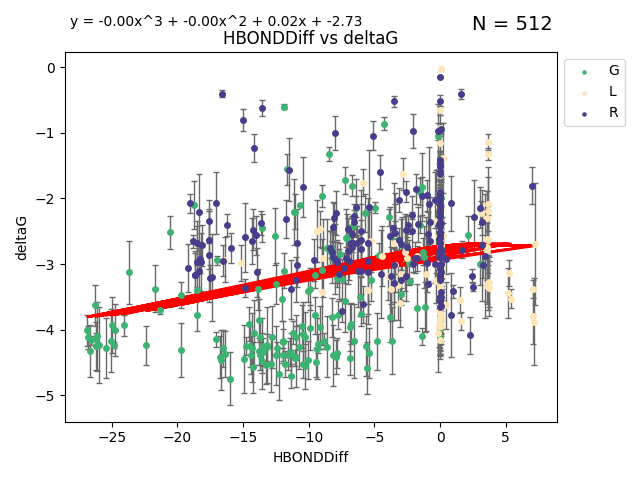 y = -0.00x^3 + -0.00x^2 + 0.02x + -2.73
N = 512
HBONDDiff vs deltaG
G
L
R
deltaG
0
−1
−2
−3
−4
−5
−25
−20
−15
−10
−5
0
5
HBONDDiff